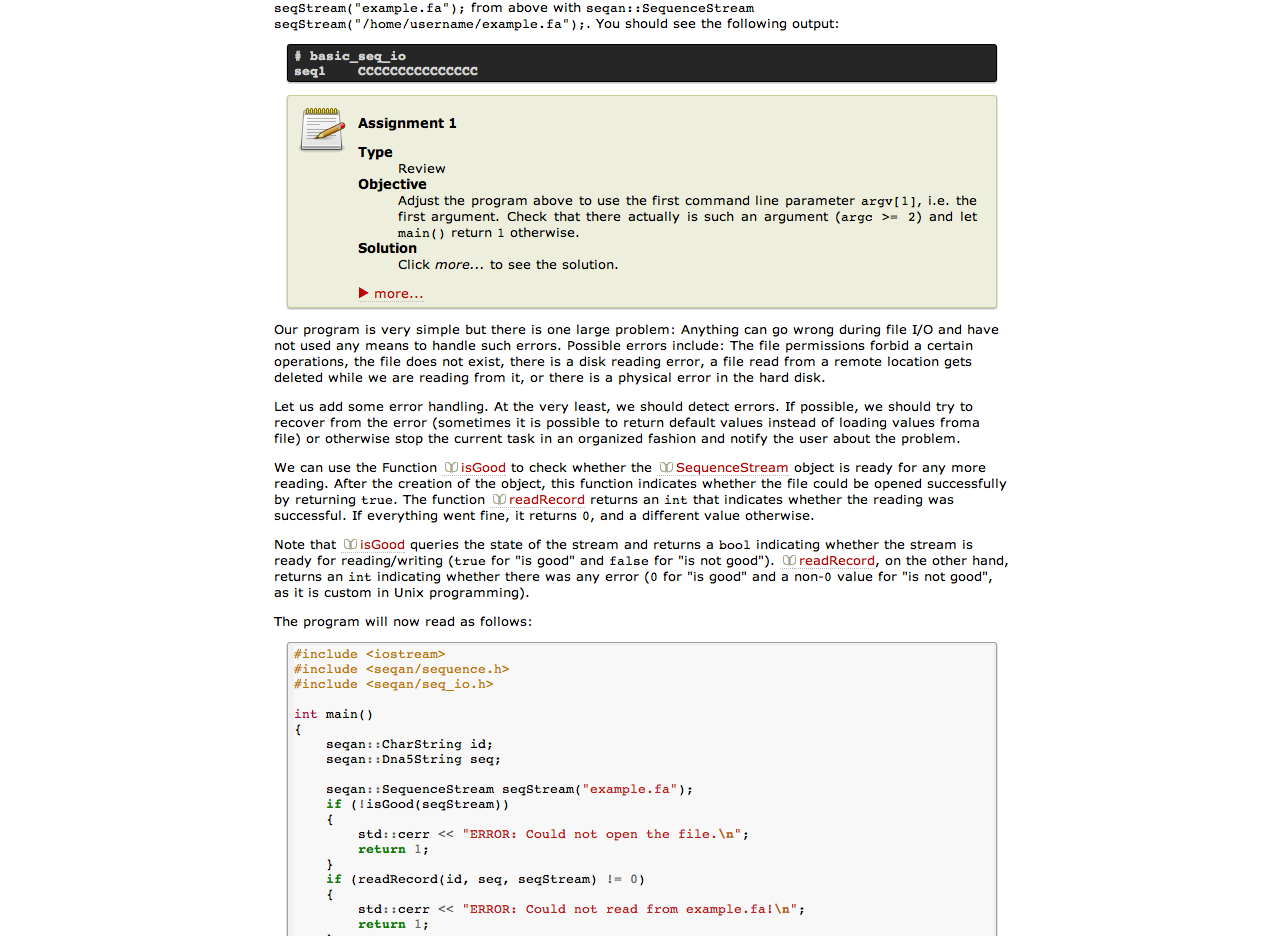 seqStream("example.fa"); from above with seqan::SequenceStream
seqStream("/home/username/example.fa");. You should see the following output:
# basic_seq_io
seq1    CCCCCCCCCCCCCCC
Assignment 1
Type
Review
Objective
Adjust the program above to use the first command line parameter argv[1], i.e. the
first argument. Check that there actually is such an argument (argc >= 2) and let
main() return 1 otherwise.
Solution
Click more... to see the solution.
more...
Our program is very simple but there is one large problem: Anything can go wrong during file I/O and have
not used any means to handle such errors. Possible errors include: The file permissions forbid a certain
operations, the file does not exist, there is a disk reading error, a file read from a remote location gets
deleted while we are reading from it, or there is a physical error in the hard disk.
Let us add some error handling. At the very least, we should detect errors. If possible, we should try to
recover from the error (sometimes it is possible to return default values instead of loading values froma
file) or otherwise stop the current task in an organized fashion and notify the user about the problem.
We can use the Function isGood to check whether the SequenceStream object is ready for any more
reading. After the creation of the object, this function indicates whether the file could be opened successfully
by returning true. The function readRecord returns an int that indicates whether the reading was
successful. If everything went fine, it returns 0, and a different value otherwise.
Note that isGood queries the state of the stream and returns a bool indicating whether the stream is
ready for reading/writing (true for "is good" and false for "is not good"). readRecord, on the other hand,
returns an int indicating whether there was any error (0 for "is good" and a non-0 value for "is not good",
as it is custom in Unix programming).
The program will now read as follows:
#include <iostream>
#include <seqan/sequence.h>
#include <seqan/seq_io.h>
int main()
{
    seqan::CharString id;
    seqan::Dna5String seq;
    seqan::SequenceStream seqStream("example.fa");
    if (!isGood(seqStream))
    {
        std::cerr << "ERROR: Could not open the file.\n";
        return 1;
    }
    if (readRecord(id, seq, seqStream) != 0)
    {
        std::cerr << "ERROR: Could not read from example.fa!\n";
        return 1;